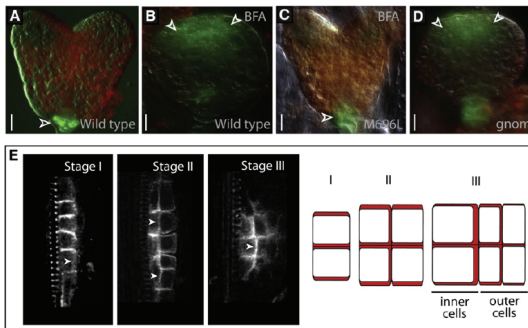 A
B
BFA
C
BFA
D
Wild type
Wild type
M696L
gnom
E
Stage I
Stage II
Stage III
I
II
III
inner cells
outer cells